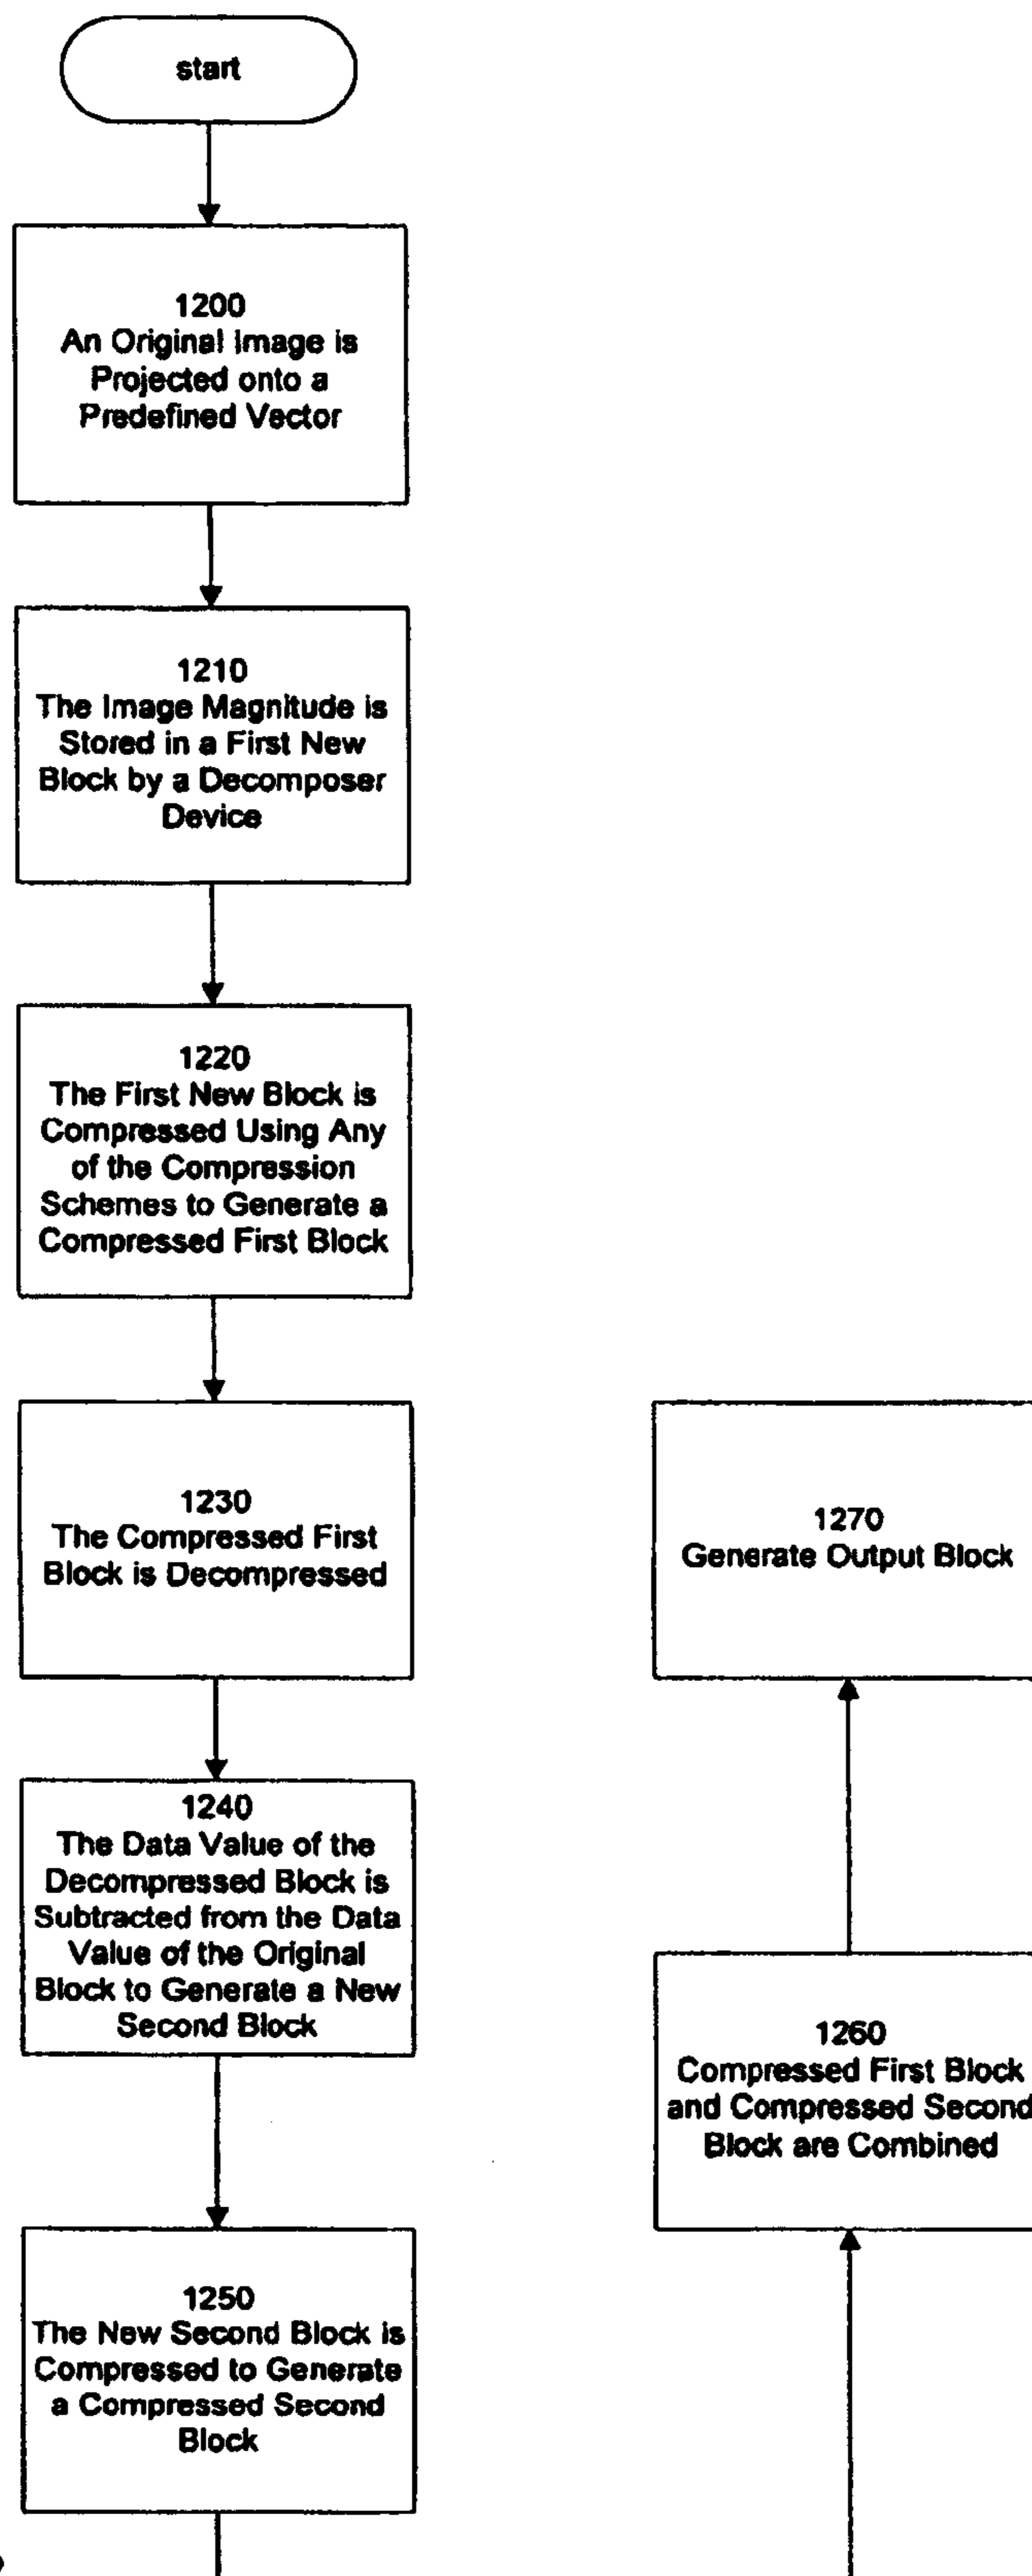 start
1200
An Original Image is
Projected onto a
Predefined Vector
1210
The Image Magnitude is
Stored in a First New
Block by a Decomposer
Device
1220
The First New Block is
Compressed Using Any
of the Compression
Schemes to Generate a
Compressed First Block
1230
The Compressed First
Block is Decompressed
1240
The Data Value of the
Decompressed Block is
Subtracted from the Data
Value of the Original
Block to Generate a New
Second Block
1250
The New Second Block is
Compressed to Generate
a Compressed Second
Block
1260
Compressed First Block
and Compressed Second
Block are Combined
1270
Generate Output Block